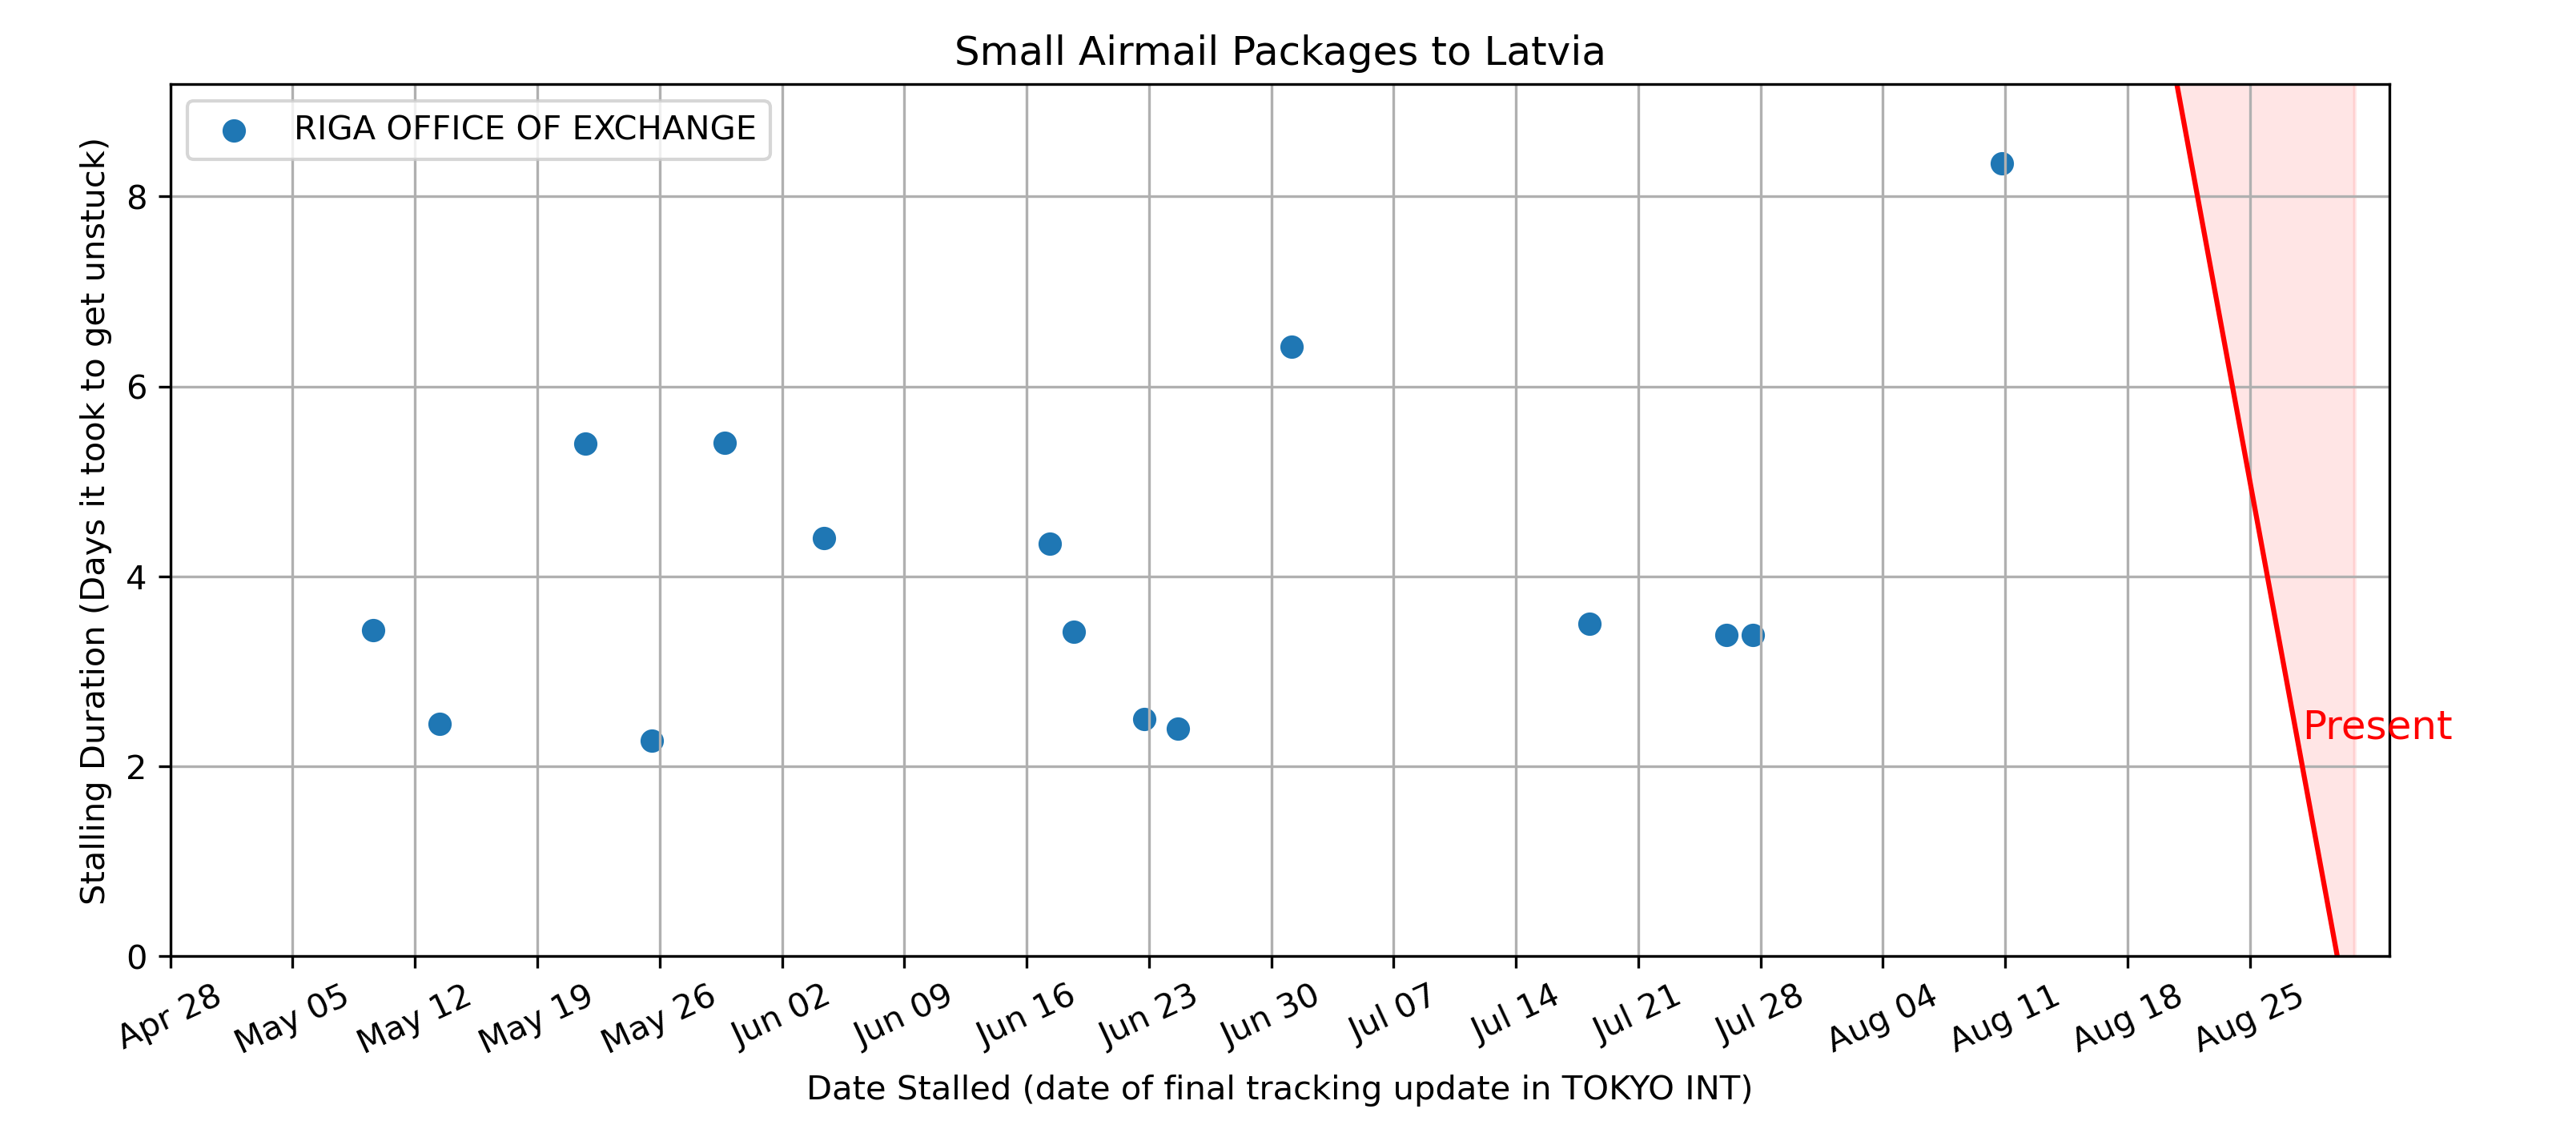 Small Airmail Packages to Latvia
RIGA OFFICE OF EXCHANGE
Stalling Duration (Days it took to get unstuck)
8
6
4
2
0
Present
Apr 28
May 05
May 12
May 19
May 26
Jun 02
Jun 09
Jun 16
Jun 23
Jun 30
Jul 07
Jul 14
Jul 21
Jul 28
Aug 04
Aug 11
Aug 18
Aug 25
Date Stalled (date of final tracking update in TOKYO INT)